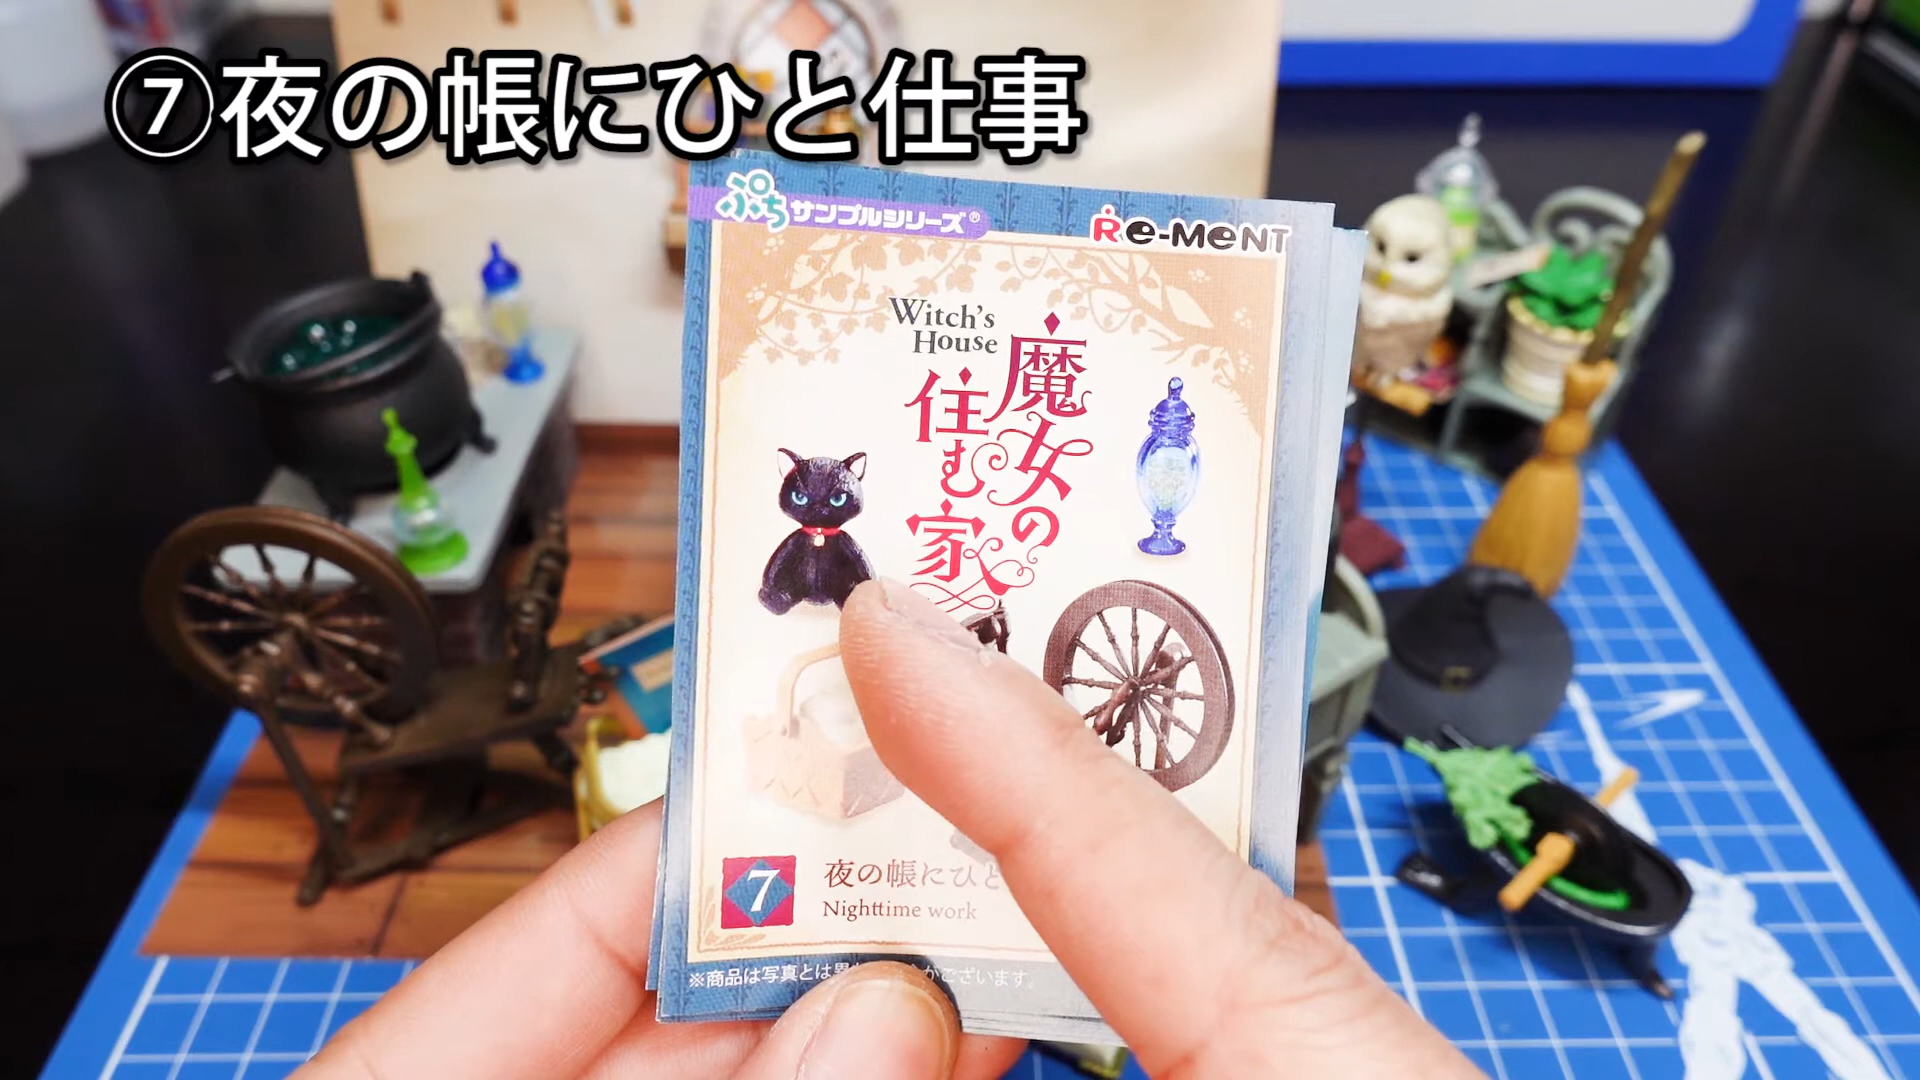 ⑦夜の帳にひと仕事
ぷちサンプルシリーズ®
Re-MeNT
Witch's
House
魔女の
住む家
7
夜の帳にひと
Nighttime work
※商品は写真とは異 かございます。